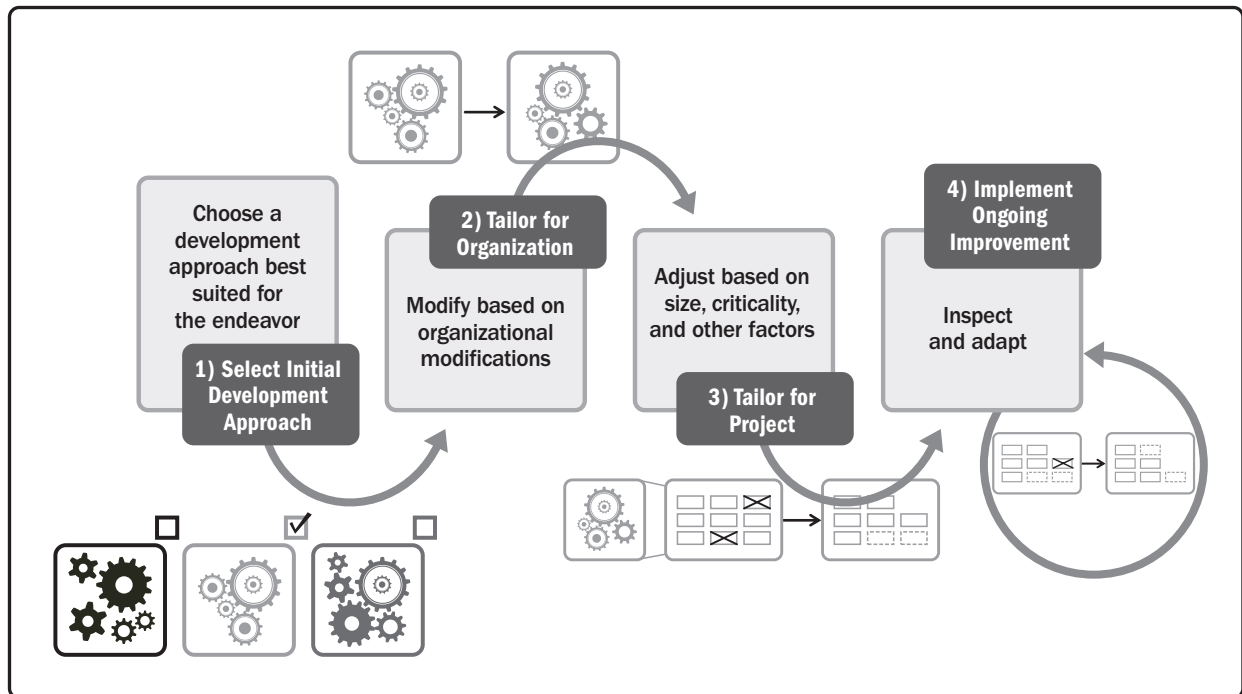 Choose a
development
approach best
suited for
the endeavor
1) Select Initial
Development
Approach
2) Tailor for
Organization
Modify based on
organizational
modifications
Adjust based on
size, criticality,
and other factors
3) Tailor for
Project
4) Implement
Ongoing
Improvement
Inspect
and adapt